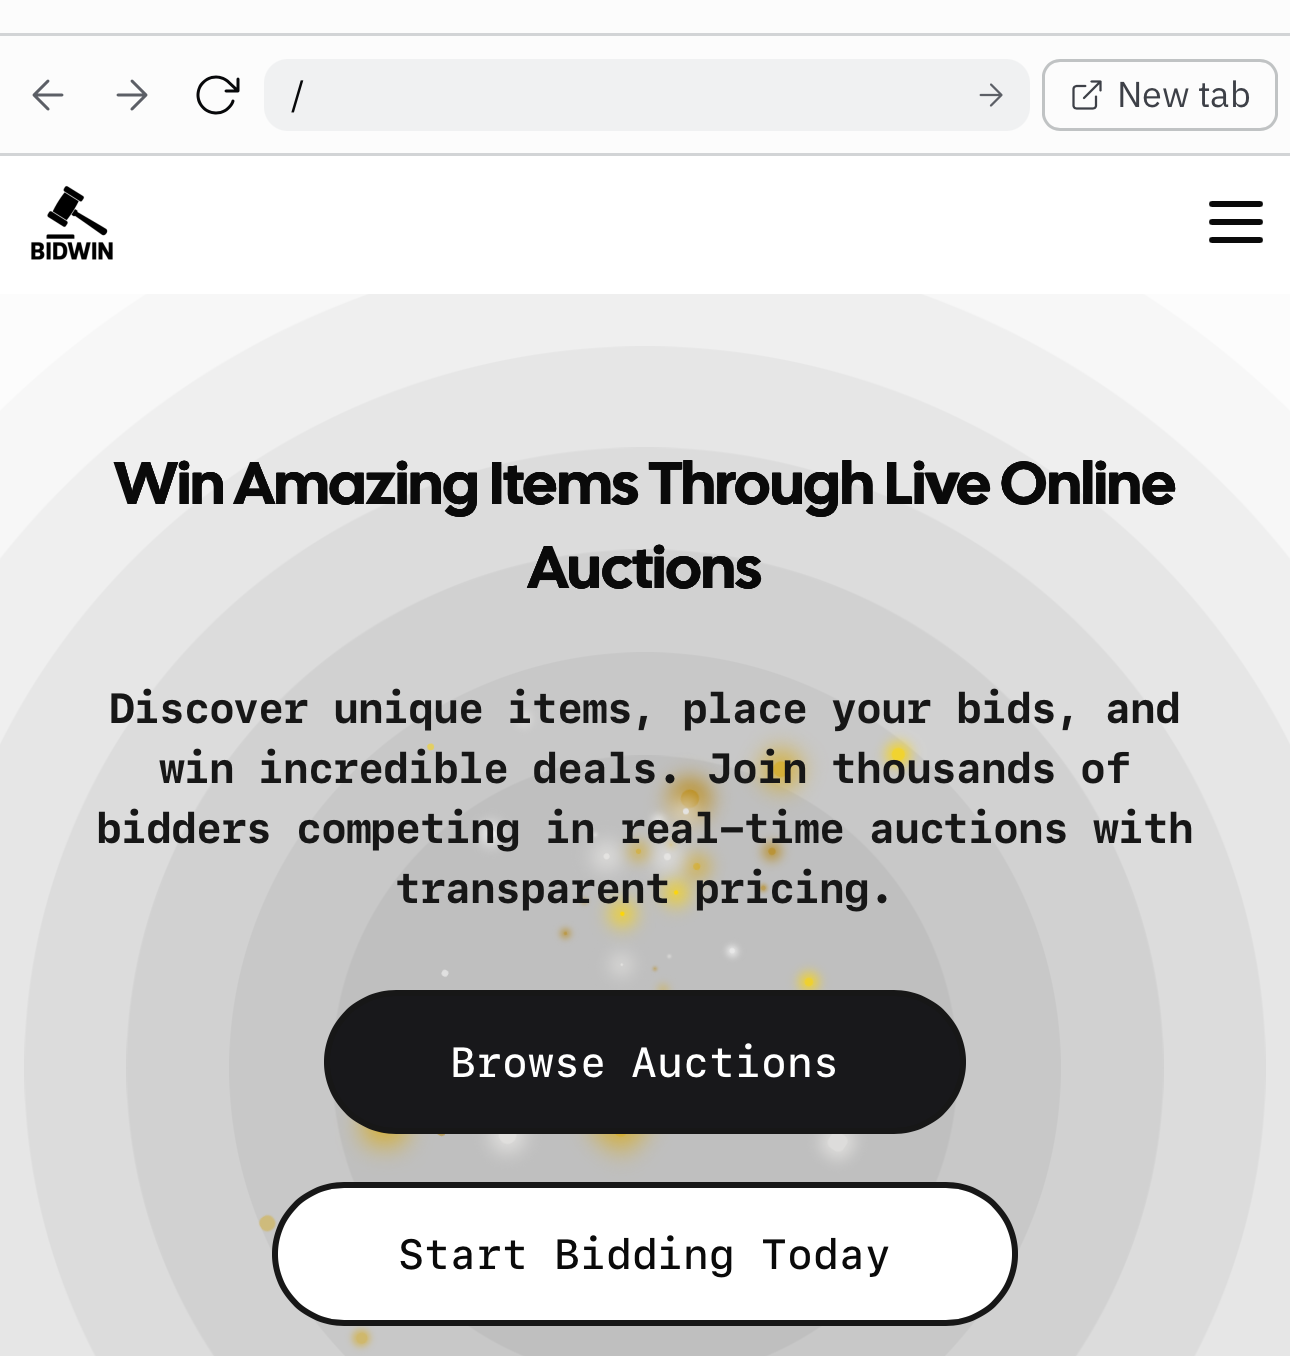 /
New tab
BIDWIN
Win Amazing Items Through Live Online
Auctions
Discover unique items, place your bids, and
win incredible deals. Join thousands of
bidders competing in real-time auctions with
transparent pricing.
Browse Auctions
Start Bidding Today